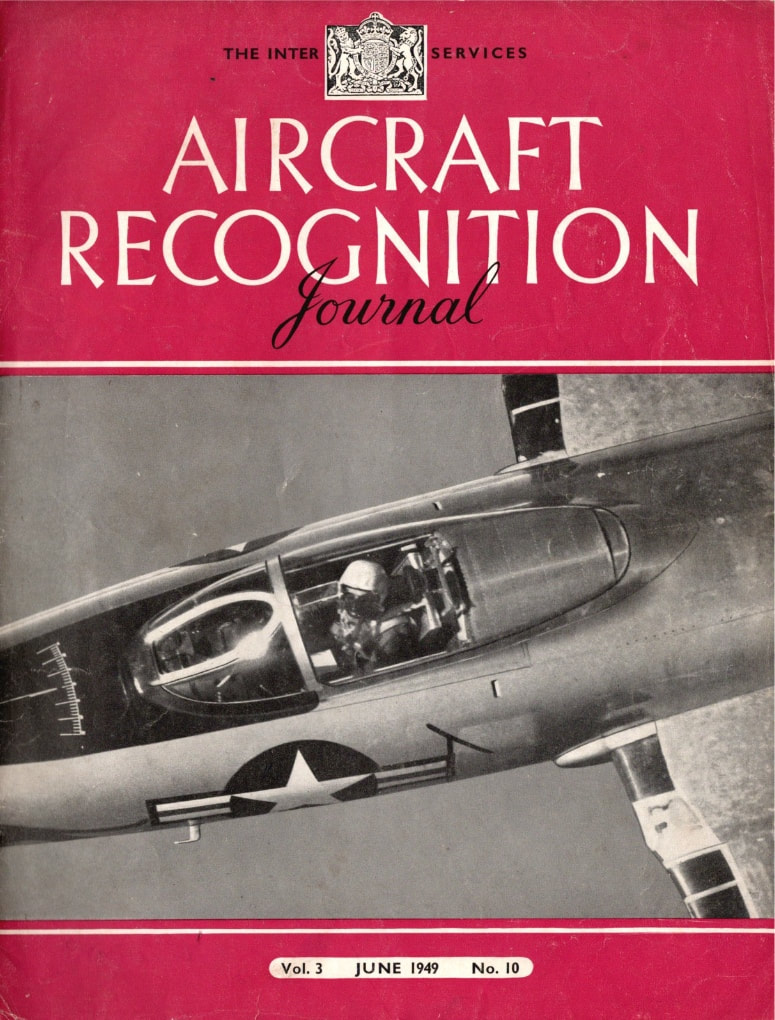 THE INTER SERVICES
AIRCRAFT
RECOGNITION
Journal
Vol. 3 JUNE 1949 No. 10